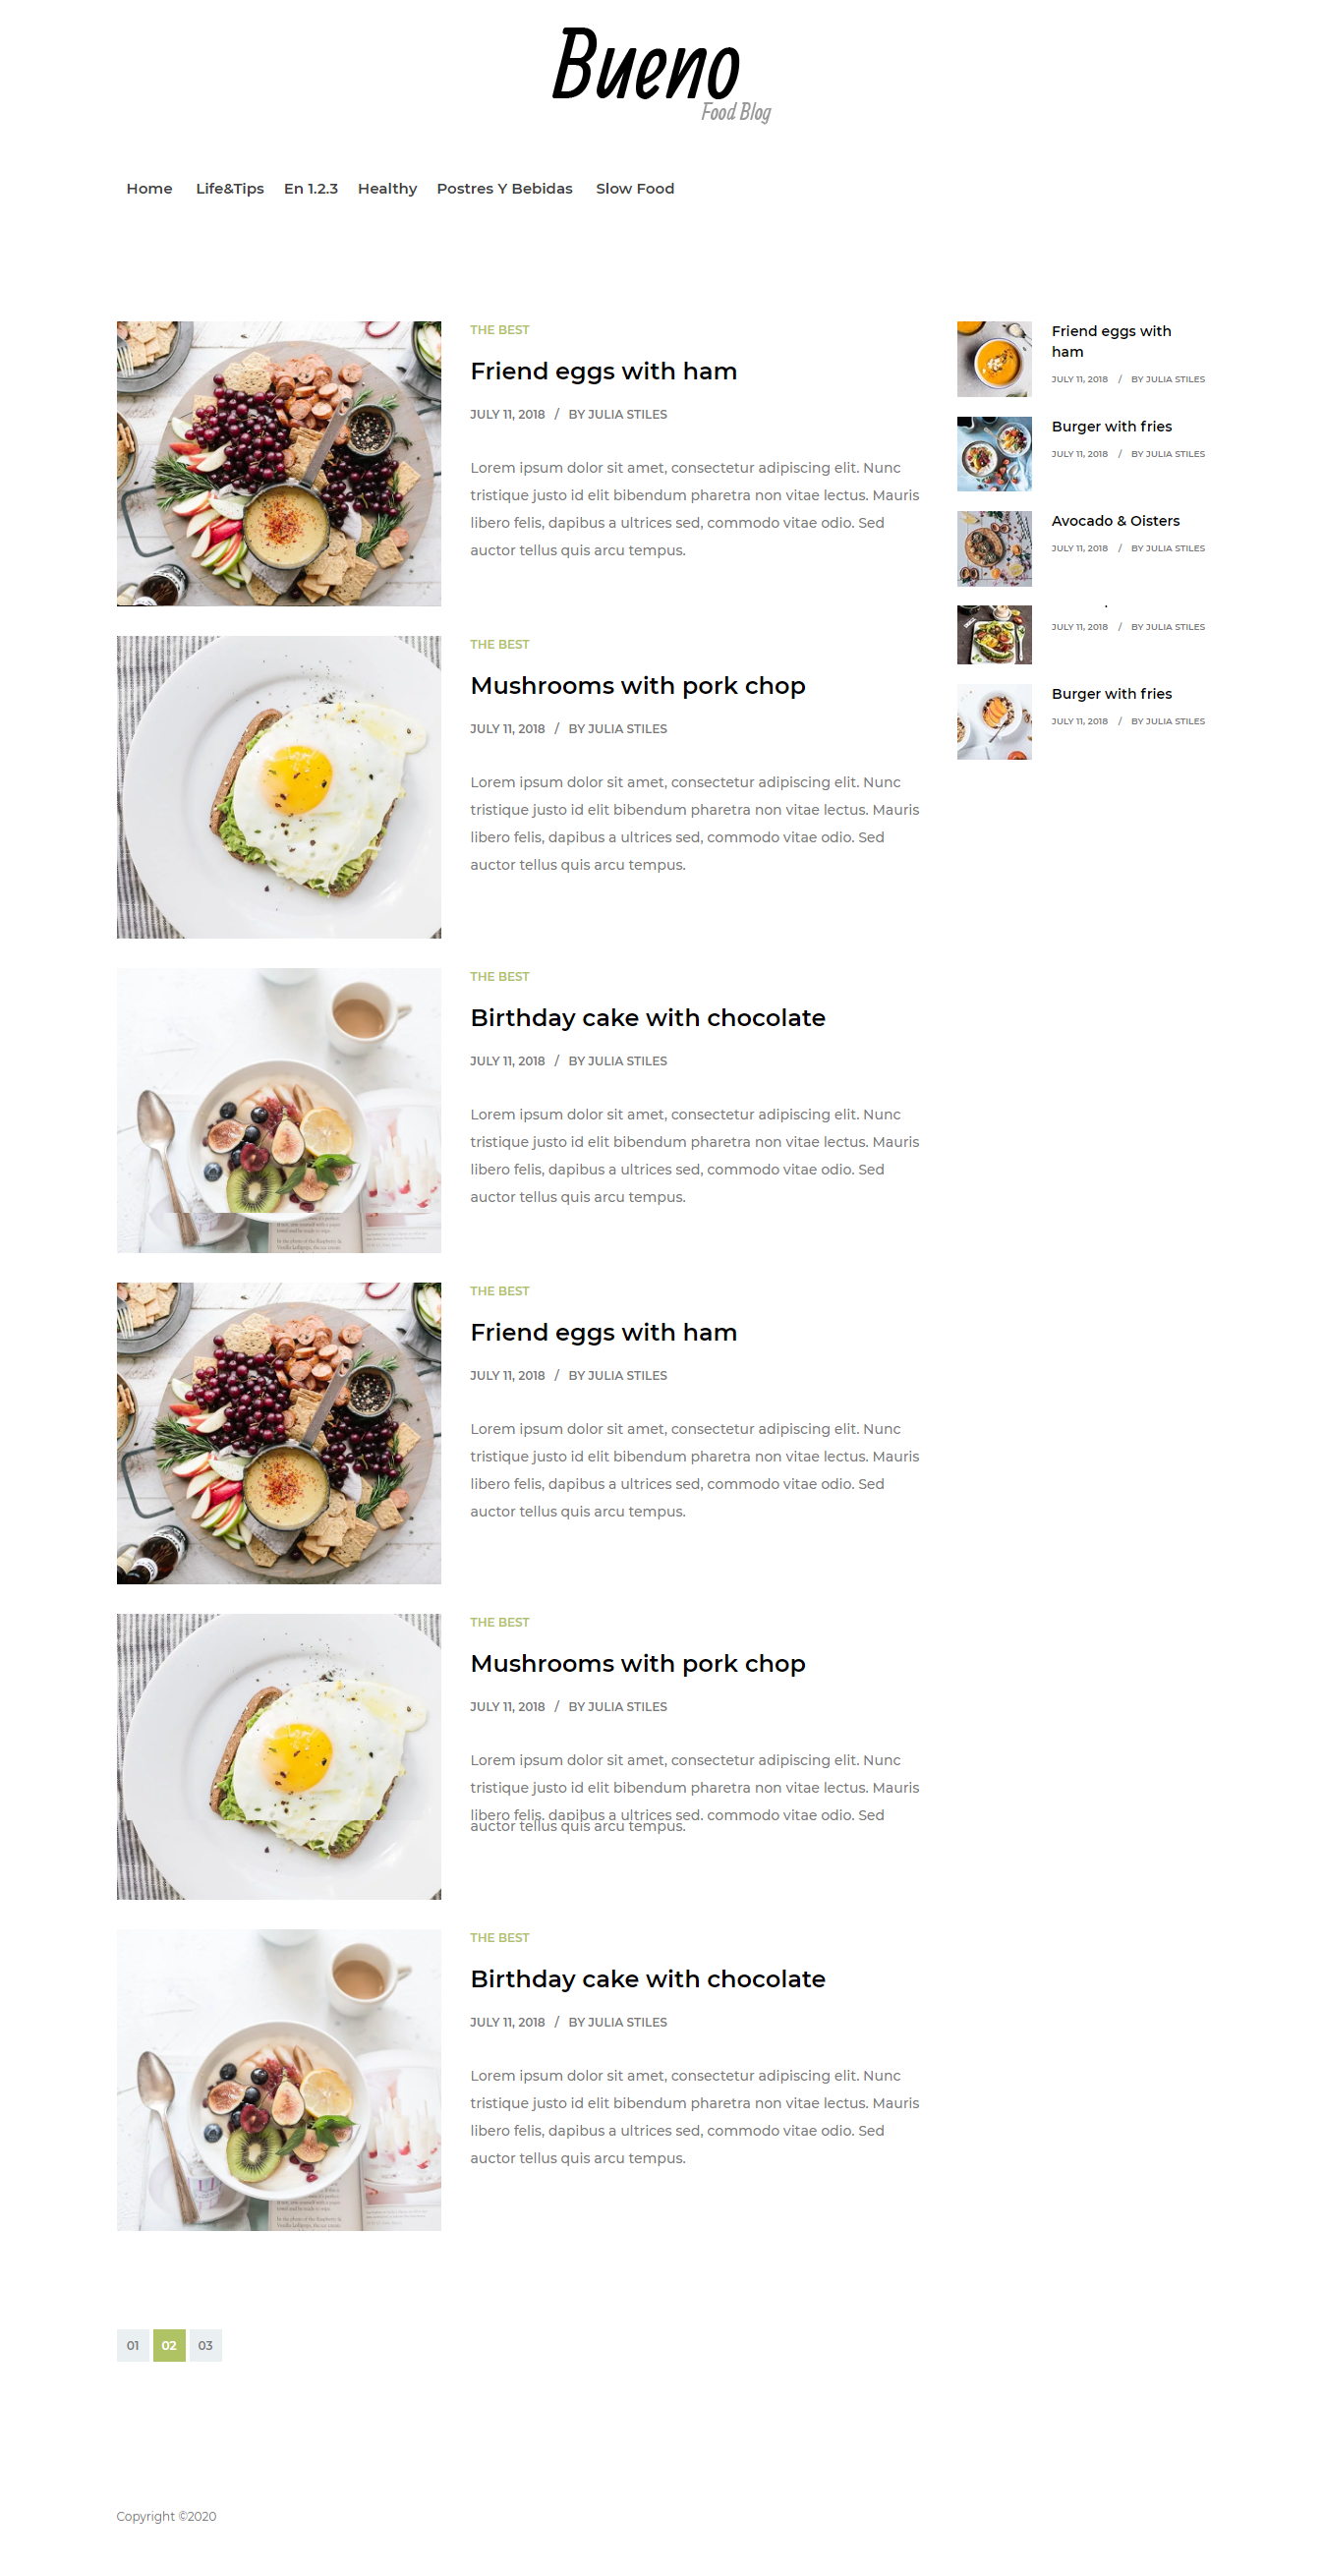 Bueno
Food Blog
Home Life&Tips En 1.2.3 Healthy Postres Y Bebidas Slow Food
THE BEST
Friend eggs with ham
JULY 11, 2018 / BY JULIA STILES
Lorem ipsum dolor sit amet, consectetur adipiscing elit. Nunc
tristique justo id elit bibendum pharetra non vitae lectus. Mauris
libero felis, dapibus a ultrices sed, commodo vitae odio. Sed
auctor tellus quis arcu tempus.
THE BEST
Mushrooms with pork chop
JULY 11, 2018 / BY JULIA STILES
Lorem ipsum dolor sit amet, consectetur adipiscing elit. Nunc
tristique justo id elit bibendum pharetra non vitae lectus. Mauris
libero felis, dapibus a ultrices sed, commodo vitae odio. Sed
auctor tellus quis arcu tempus.
THE BEST
Birthday cake with chocolate
JULY 11, 2018 / BY JULIA STILES
Lorem ipsum dolor sit amet, consectetur adipiscing elit. Nunc
tristique justo id elit bibendum pharetra non vitae lectus. Mauris
libero felis, dapibus a ultrices sed, commodo vitae odio. Sed
auctor tellus quis arcu tempus.
THE BEST
Friend eggs with ham
JULY 11, 2018 / BY JULIA STILES
Lorem ipsum dolor sit amet, consectetur adipiscing elit. Nunc
tristique justo id elit bibendum pharetra non vitae lectus. Mauris
libero felis, dapibus a ultrices sed, commodo vitae odio. Sed
auctor tellus quis arcu tempus.
THE BEST
Mushrooms with pork chop
JULY 11, 2018 / BY JULIA STILES
Lorem ipsum dolor sit amet, consectetur adipiscing elit. Nunc
tristique justo id elit bibendum pharetra non vitae lectus. Mauris
libero felis, dapibus a ultrices sed, commodo vitae odio. Sed
auctor tellus quis arcu tempus.
THE BEST
Birthday cake with chocolate
JULY 11, 2018 / BY JULIA STILES
Lorem ipsum dolor sit amet, consectetur adipiscing elit. Nunc
tristique justo id elit bibendum pharetra non vitae lectus. Mauris
libero felis, dapibus a ultrices sed, commodo vitae odio. Sed
auctor tellus quis arcu tempus.
Friend eggs with
ham
JULY 11, 2018 / BY JULIA STILES
Burger with fries
JULY 11, 2018 / BY JULIA STILES
Avocado & Oisters
JULY 11, 2018 / BY JULIA STILES
JULY 11, 2018 / BY JULIA STILES
Burger with fries
JULY 11, 2018 / BY JULIA STILES
01 02 03
Copyright ©2020